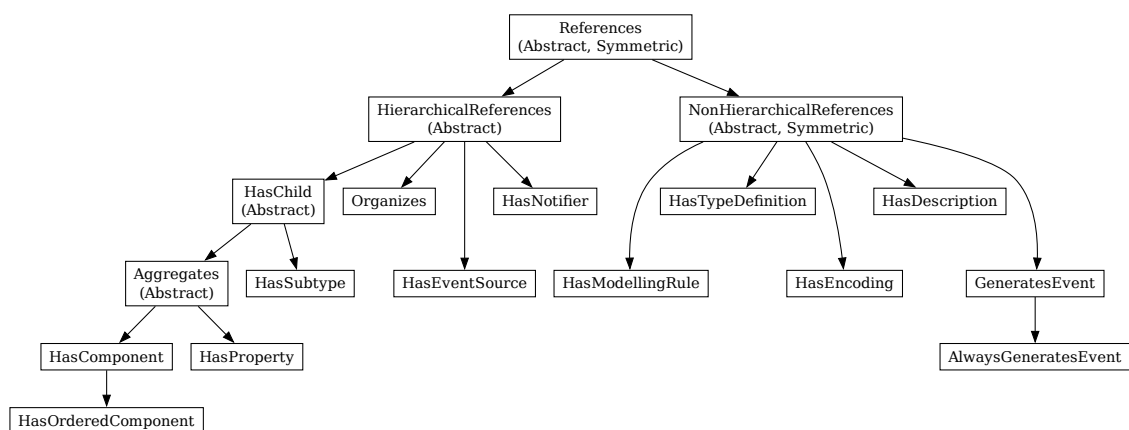 References
(Abstract, Symmetric)
HierarchicalReferences
(Abstract)
NonHierarchicalReferences
(Abstract, Symmetric)
HasChild
(Abstract)
Organizes
HasNotifier
HasTypeDefinition
HasDescription
Aggregates
(Abstract)
HasSubtype
HasEventSource
HasModellingRule
HasEncoding
GeneratesEvent
HasComponent
HasProperty
AlwaysGeneratesEvent
HasOrderedComponent